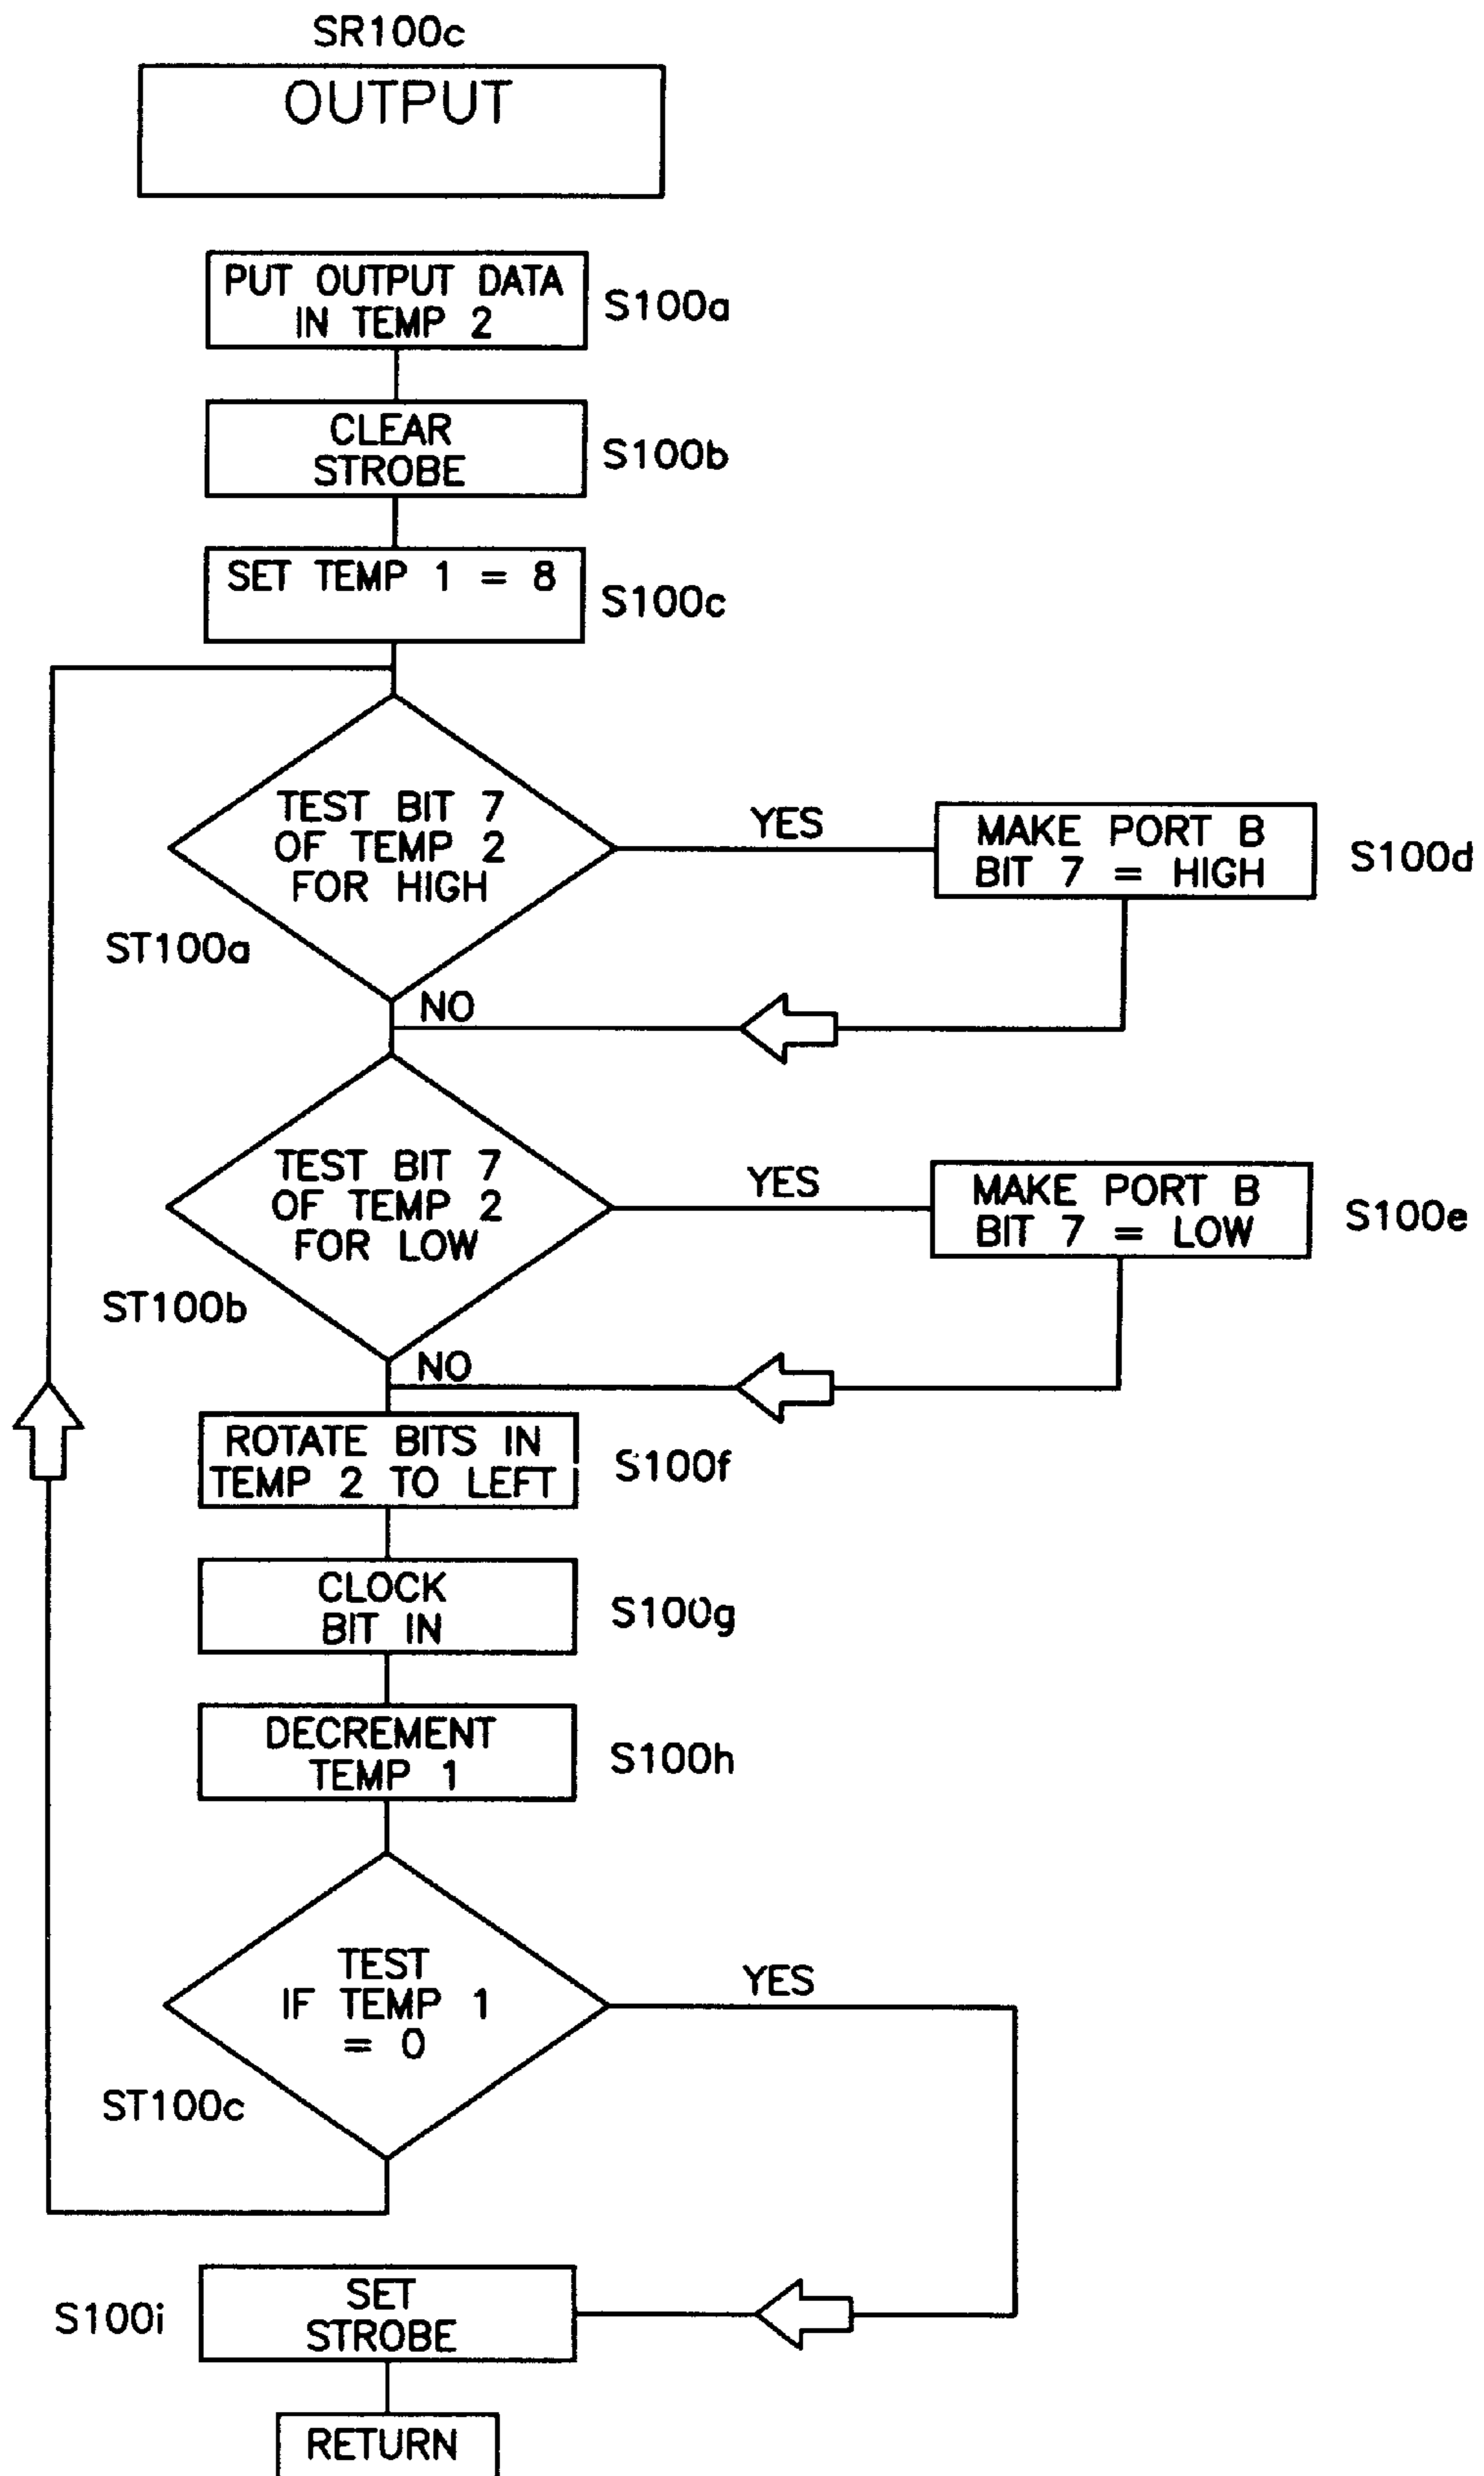 SR100c
OUTPUT
PUT OUTPUT DATA
IN TEMP 2
S100a
CLEAR
STROBE
S100b
SET TEMP 1 = 8
S100c
TEST BIT 7
OF TEMP 2
FOR HIGH
ST100a
YES
MAKE PORT B
BIT 7 = HIGH
S100d
NO
TEST BIT 7
OF TEMP 2
FOR LOW
ST100b
YES
MAKE PORT B
BIT 7 = LOW
S100e
NO
ROTATE BITS IN
TEMP 2 TO LEFT
S100f
CLOCK
BIT IN
S100g
DECREMENT
TEMP 1
S100h
TEST
IF TEMP 1
= 0
ST100c
YES
SET
STROBE
S100i
RETURN